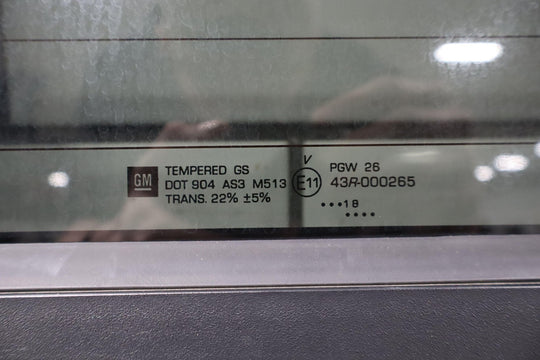 GM
TEMPERED GS
DOT 904 AS3 M513
TRANS. 22% ±5%
V
E11
PGW 26
43R-000265
•••18
••••